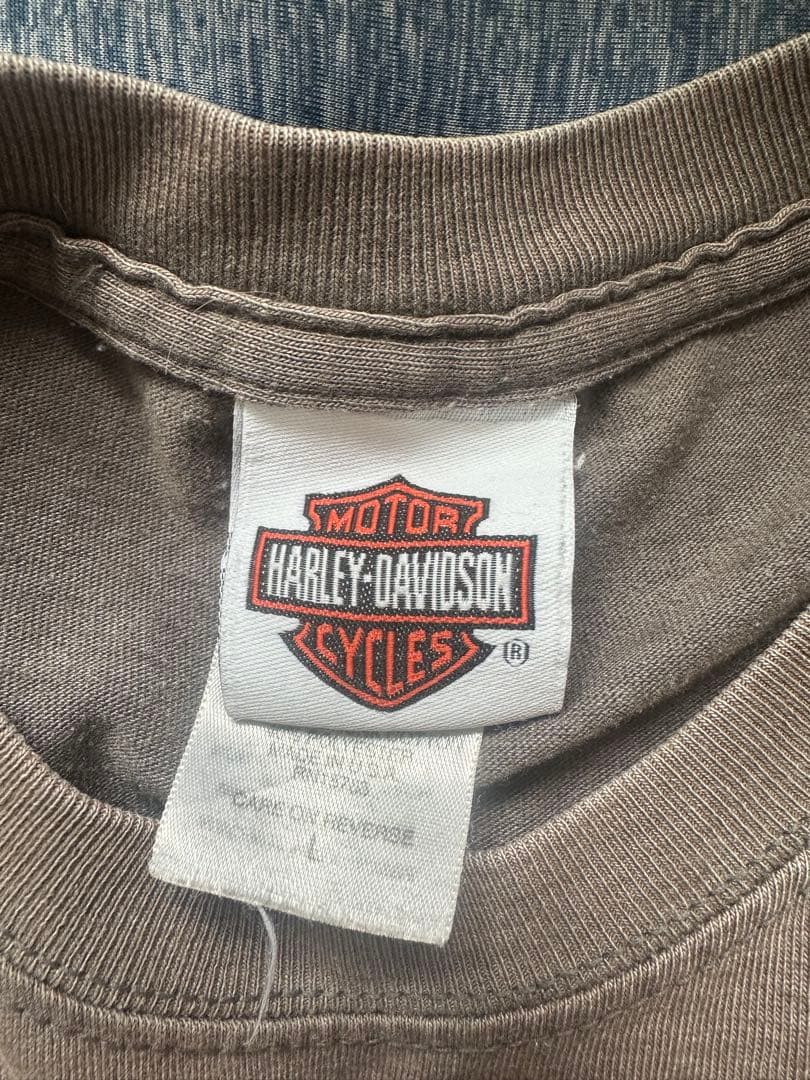 MOTOR
HARLEY-DAVIDSON
CYCLES ®
MADE IN U.S.A.
CARE ON REVERSE
L